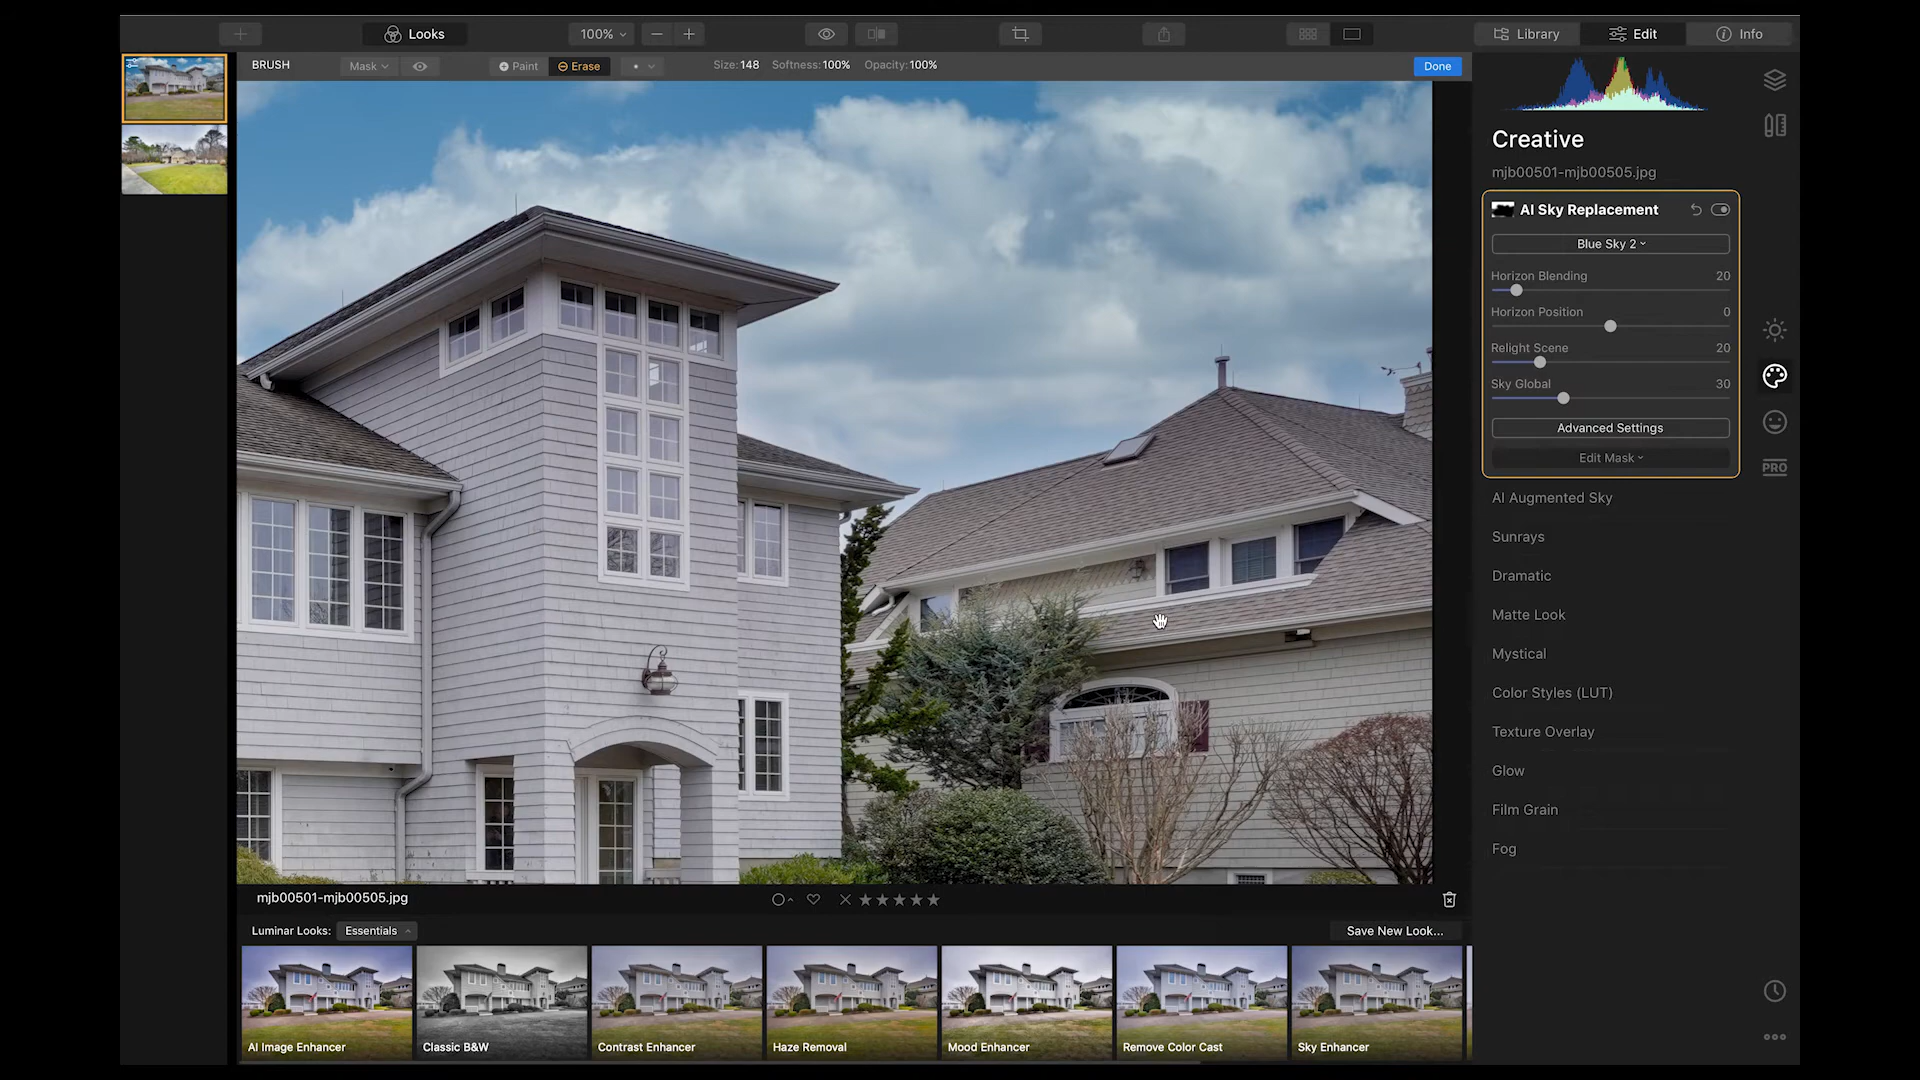 Looks
100%
Library
Edit
Info
BRUSH
Mask
Paint
Erase
Size:148
Softness:100%
Opacity:100%
Done
Creative
mjb00501-mjb00505.jpg
AI Sky Replacement
Blue Sky 2
Horizon Blending 20
Horizon Position 0
Relight Scene 20
Sky Global 30
Advanced Settings
Edit Mask
AI Augmented Sky
Sunrays
Dramatic
Matte Look
Mystical
Color Styles (LUT)
Texture Overlay
Glow
Film Grain
Fog
PRO
mjb00501-mjb00505.jpg
Luminar Looks: Essentials
Save New Look...
AI Image Enhancer
Classic B&W
Contrast Enhancer
Haze Removal
Mood Enhancer
Remove Color Cast
Sky Enhancer